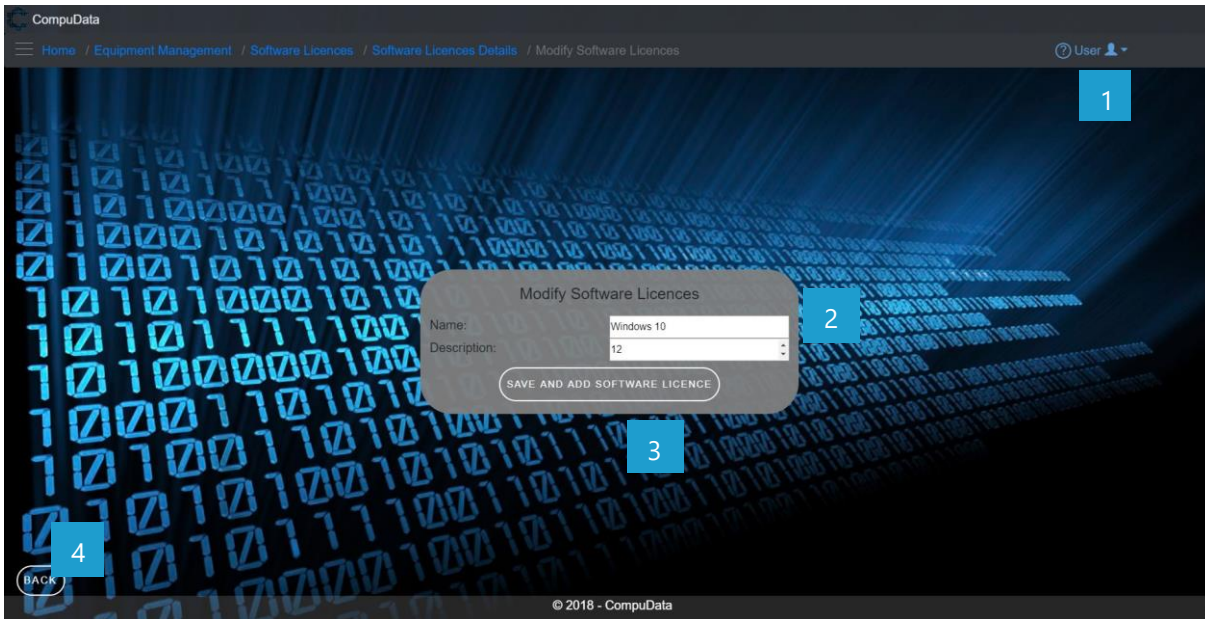 CompuData
Home / Equipment Management / Software Licences / Software Licences Details / Modify Software Licences
? User
1
Modify Software Licences
Name: Windows 10
2
Description: 12
SAVE AND ADD SOFTWARE LICENCE
3
4
BACK
© 2018 - CompuData